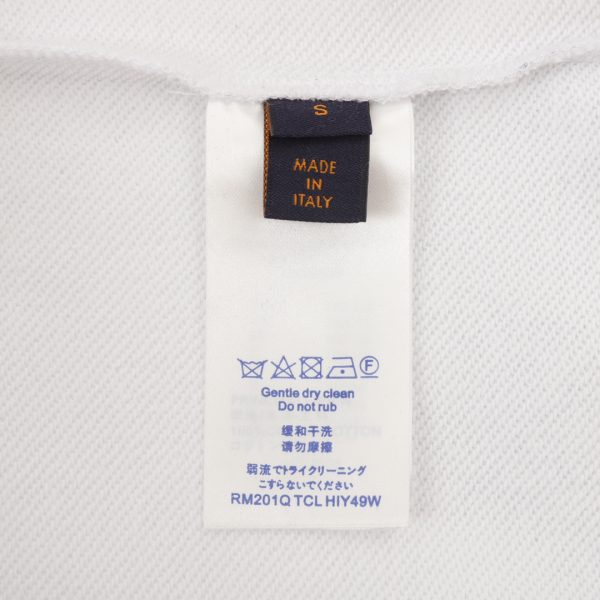 S
MADE
IN
ITALY
F
Gentle dry clean
Do not rub
缓和干洗
请勿摩擦
弱流でトライクリーニング
こすらないでください
RM201Q TCL HIY49W